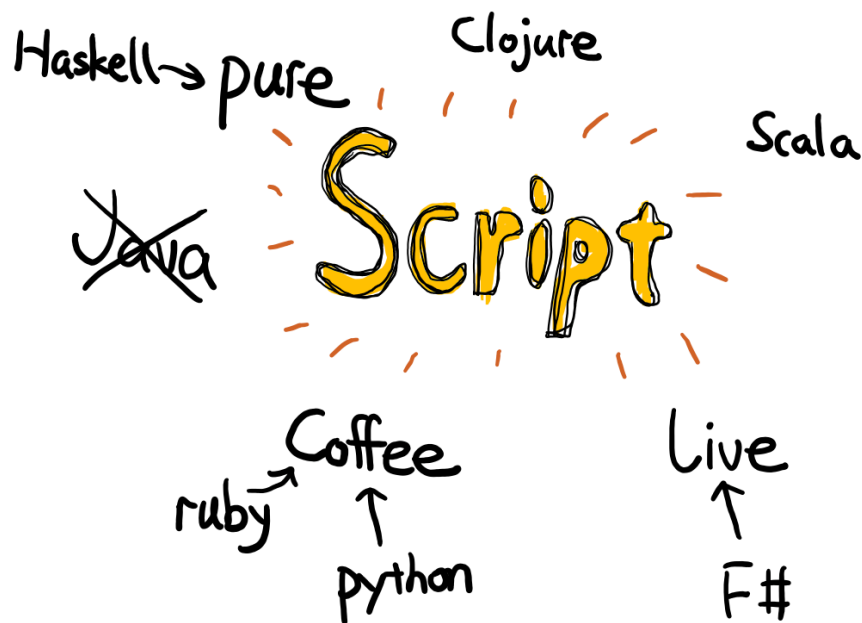 Clojure
Haskell → pure
Scala
Java
Script
Coffee
Live
ruby
python
F#